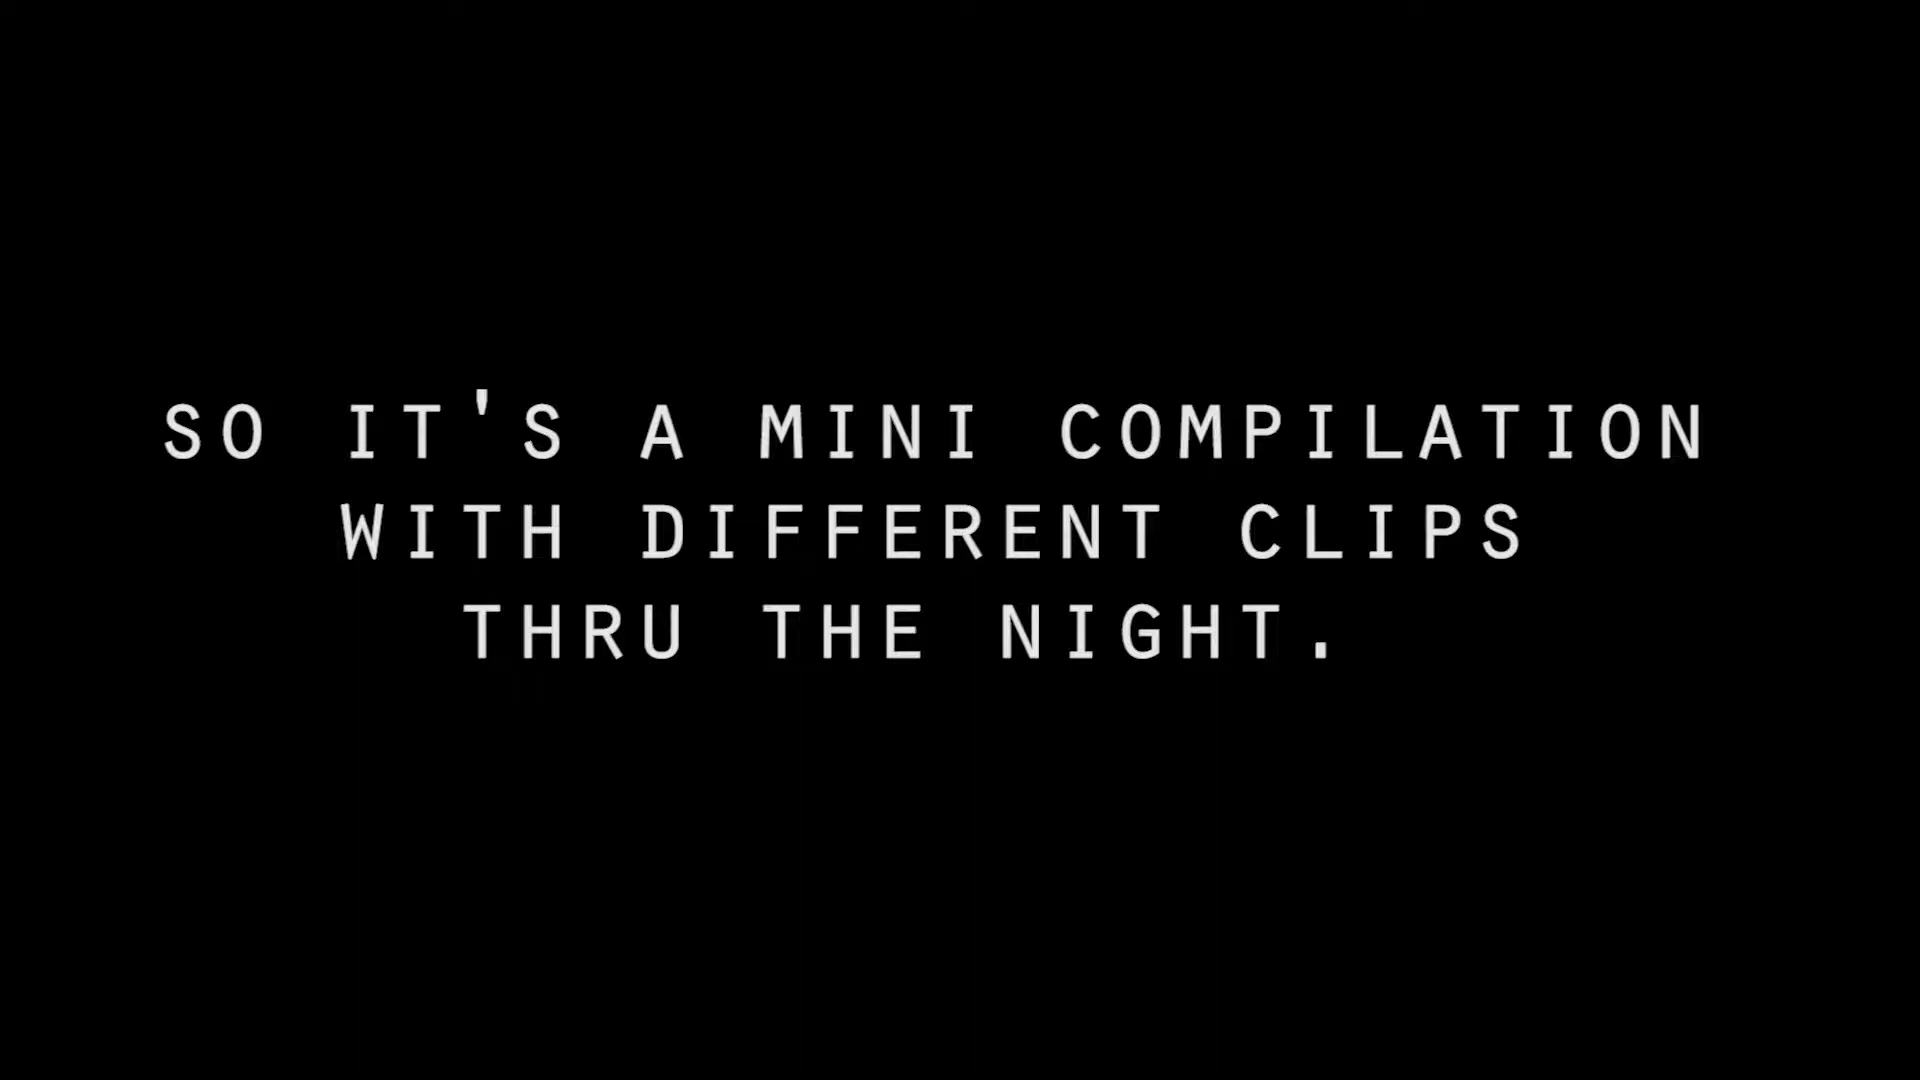 SO IT'S A MINI COMPILATION
WITH DIFFERENT CLIPS
THRU THE NIGHT.